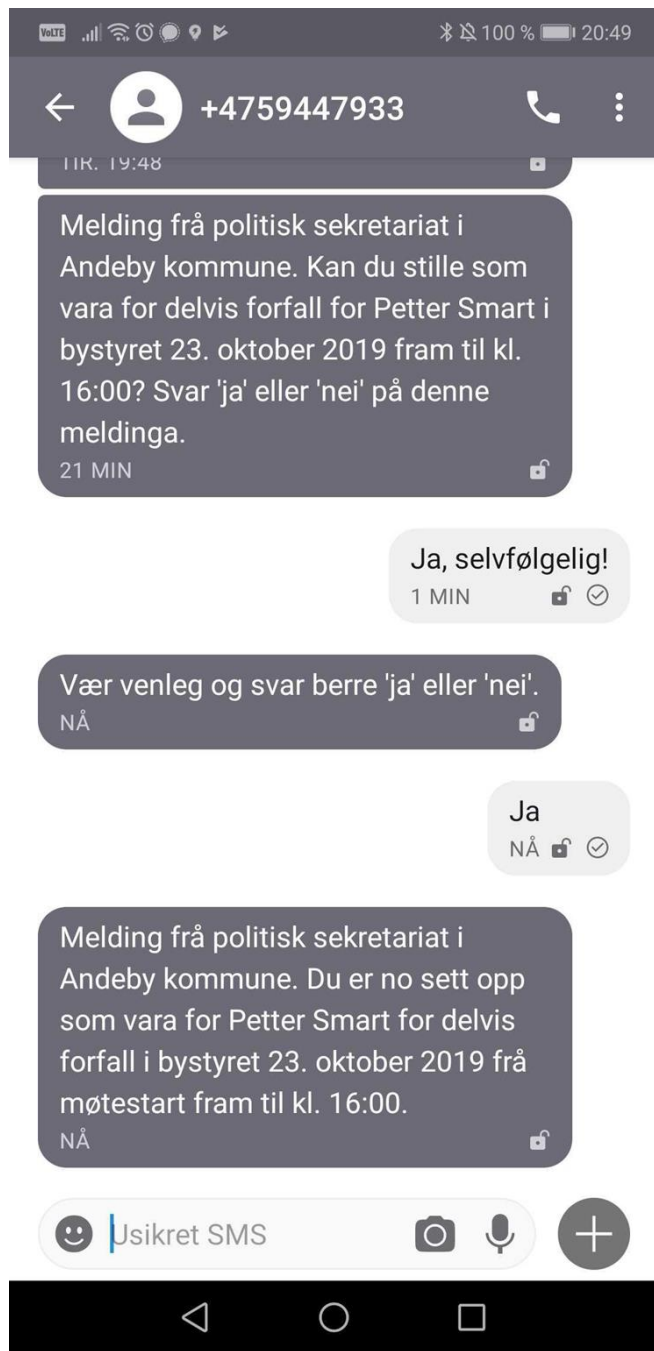 VoLTE 100 % 20:49
+4759447933
TIR. 19:48
Melding frå politisk sekretariat i
Andeby kommune. Kan du stille som
vara for delvis forfall for Petter Smart i
bystyret 23. oktober 2019 fram til kl.
16:00? Svar 'ja' eller 'nei' på denne
meldinga.
21 MIN
Ja, selvfølgelig!
1 MIN
Vær venleg og svar berre 'ja' eller 'nei'.
NÅ
Ja
NÅ
Melding frå politisk sekretariat i
Andeby kommune. Du er no sett opp
som vara for Petter Smart for delvis
forfall i bystyret 23. oktober 2019 frå
møtestart fram til kl. 16:00.
NÅ
Usikret SMS